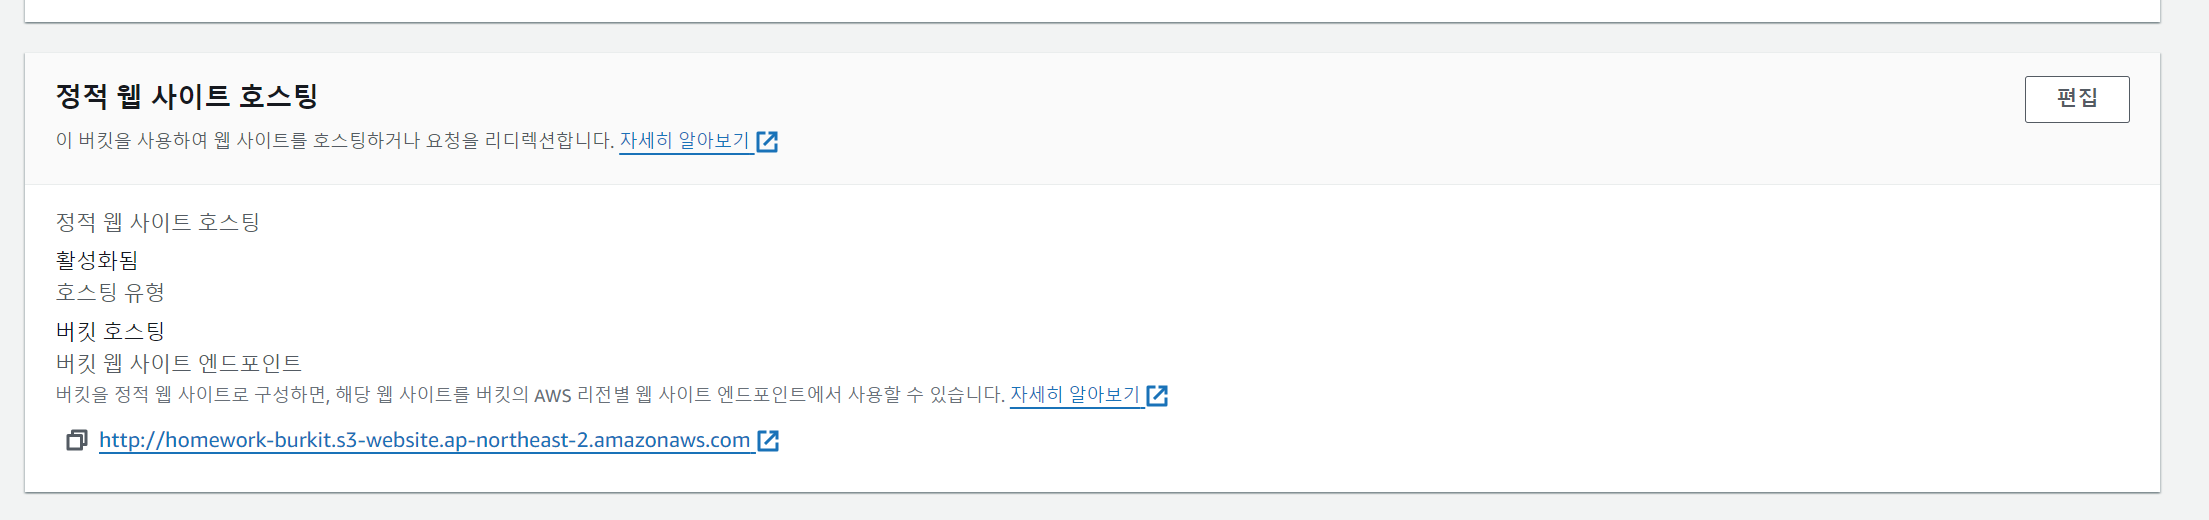 정적 웹 사이트 호스팅
편집
이 버킷을 사용하여 웹 사이트를 호스팅하거나 요청을 리디렉션합니다. 자세히 알아보기
정적 웹 사이트 호스팅
활성화됨
호스팅 유형
버킷 호스팅
버킷 웹 사이트 엔드포인트
버킷을 정적 웹 사이트로 구성하면, 해당 웹 사이트를 버킷의 AWS 리전별 웹 사이트 엔드포인트에서 사용할 수 있습니다. 자세히 알아보기
http://homework-burkit.s3-website.ap-northeast-2.amazonaws.com